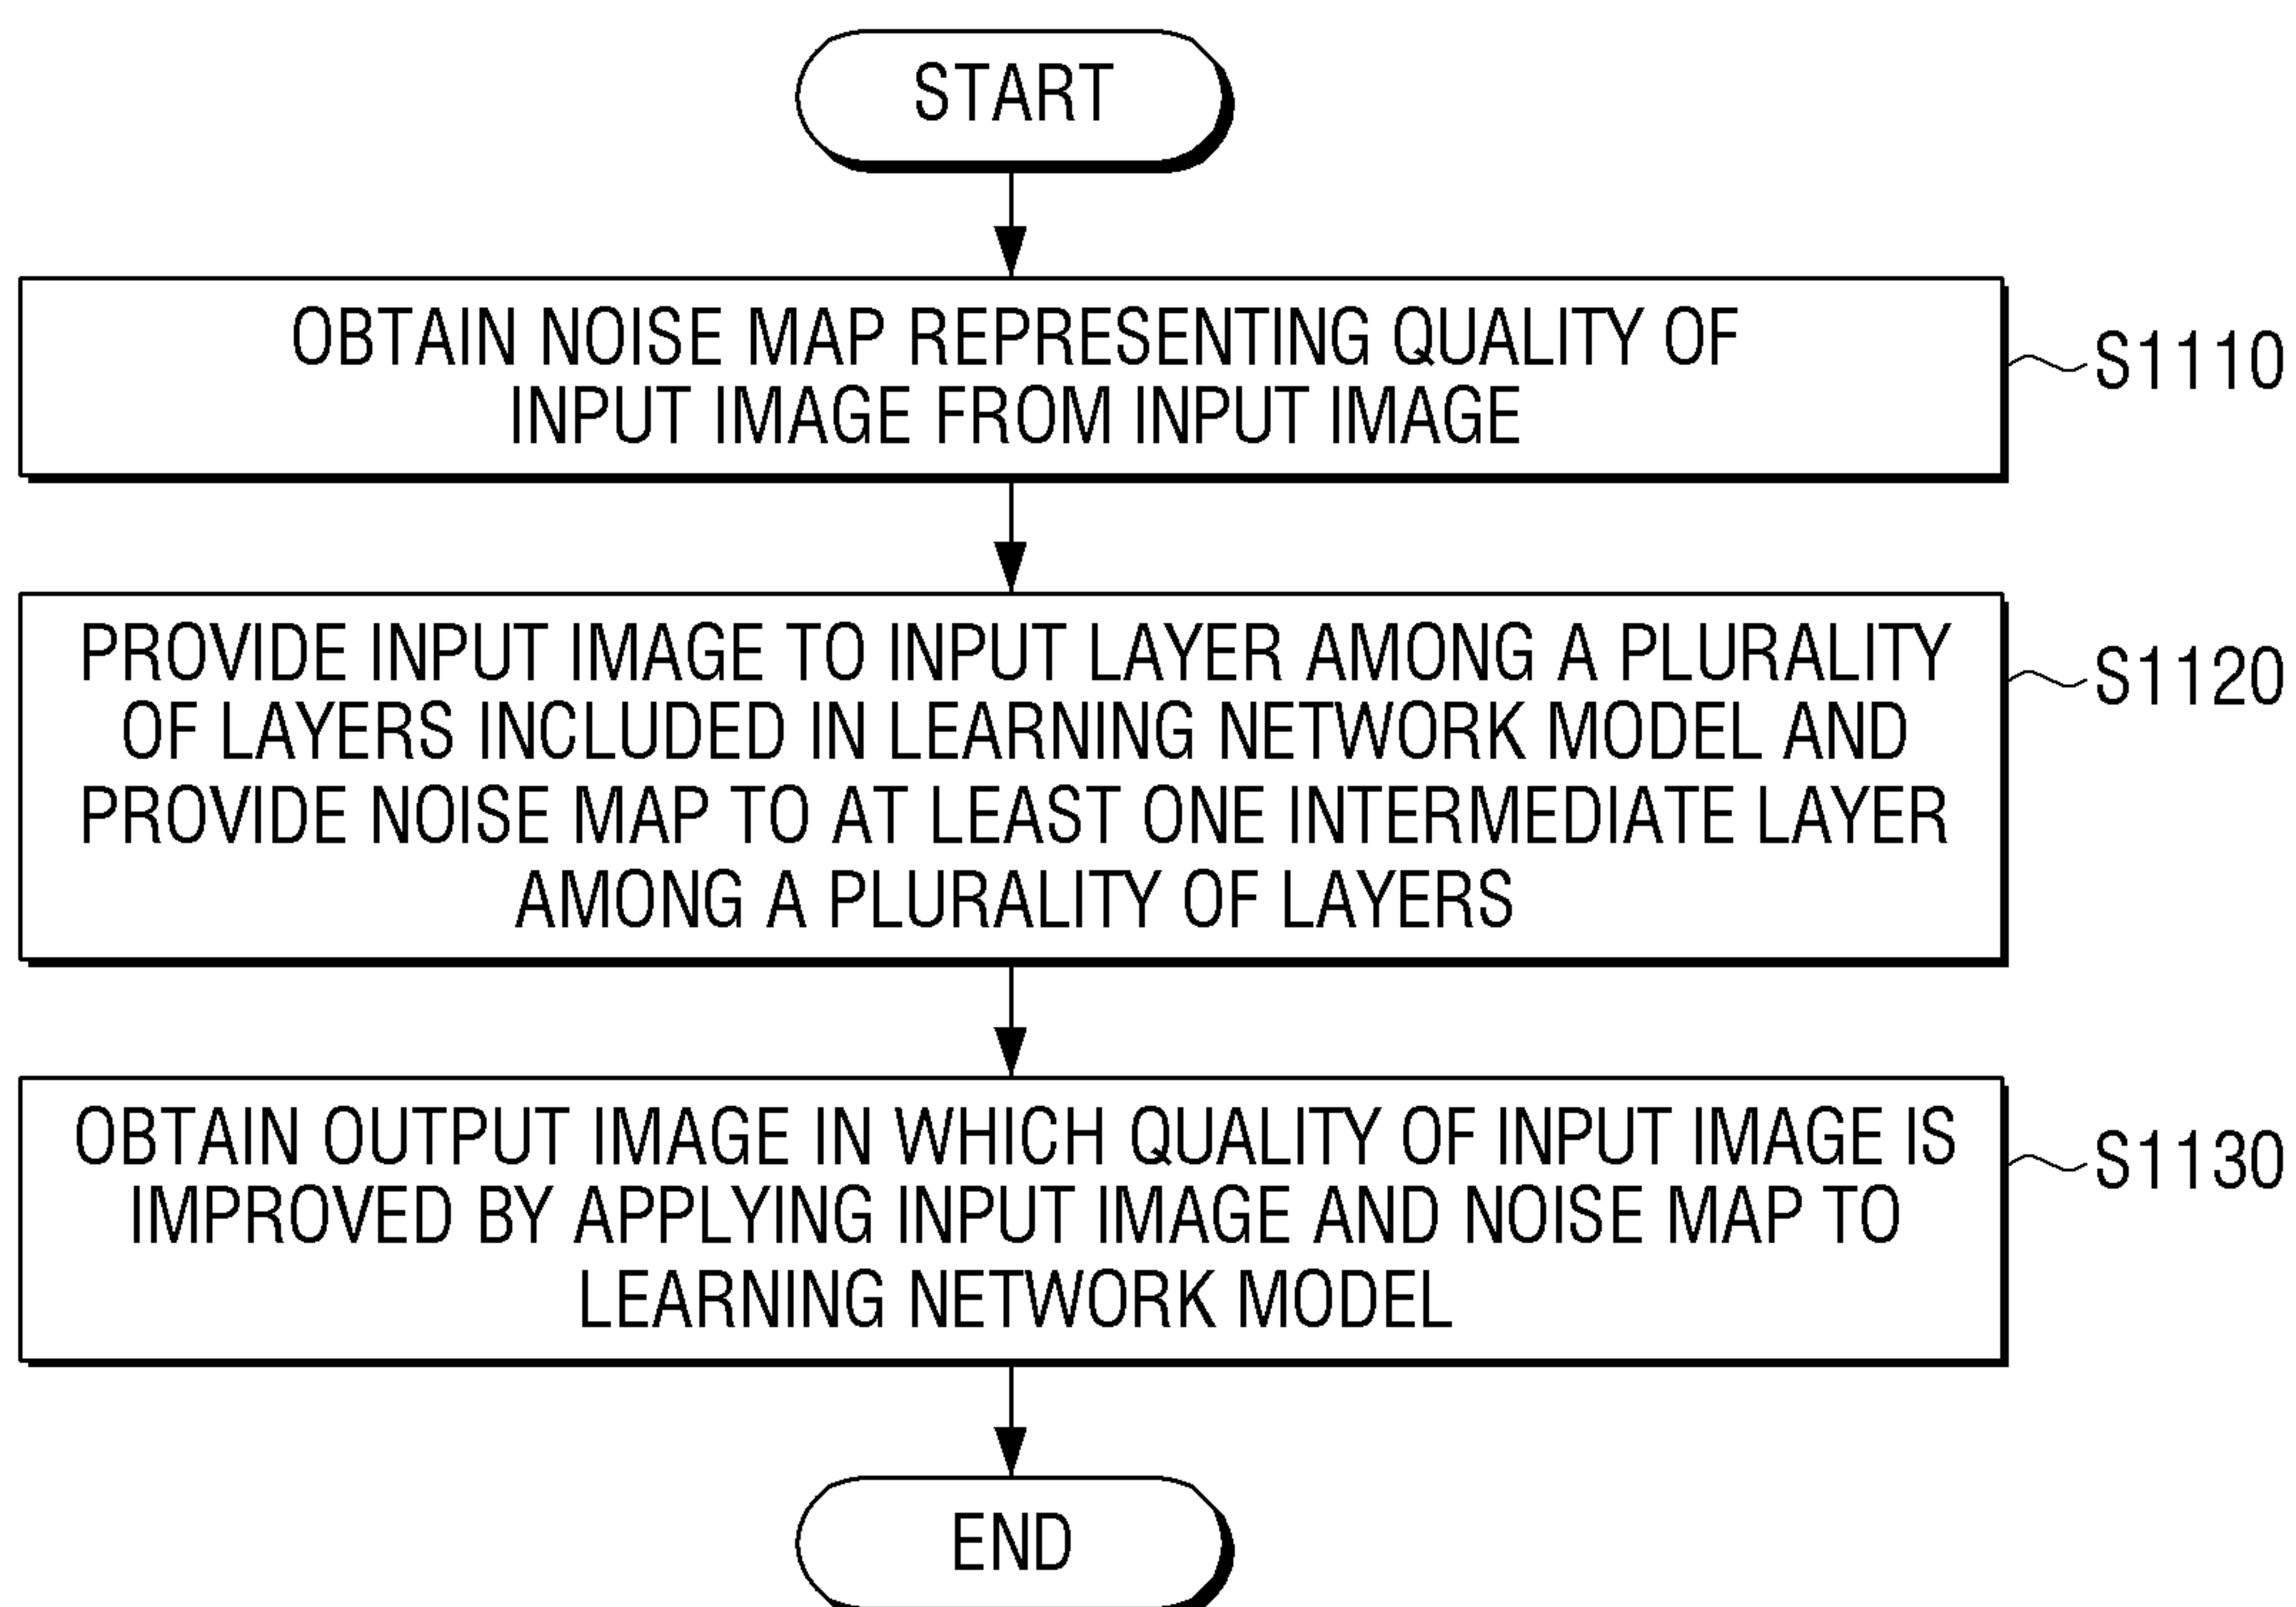 START
OBTAIN NOISE MAP REPRESENTING QUALITY OF
INPUT IMAGE FROM INPUT IMAGE
S1110
PROVIDE INPUT IMAGE TO INPUT LAYER AMONG A PLURALITY
OF LAYERS INCLUDED IN LEARNING NETWORK MODEL AND
PROVIDE NOISE MAP TO AT LEAST ONE INTERMEDIATE LAYER
AMONG A PLURALITY OF LAYERS
S1120
OBTAIN OUTPUT IMAGE IN WHICH QUALITY OF INPUT IMAGE IS
IMPROVED BY APPLYING INPUT IMAGE AND NOISE MAP TO
LEARNING NETWORK MODEL
S1130
END